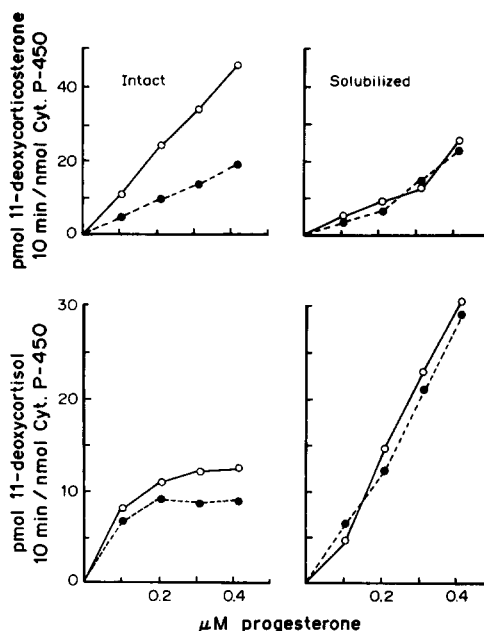 pmol 11-deoxycorticosterone
10 min/nmol Cyt. P-450
40
20
0
Intact
Solubilized
pmol 11-deoxycortisol
10 min/nmol Cyt. P-450
30
20
10
0
0.2
0.4
0.2
0.4
μM progesterone